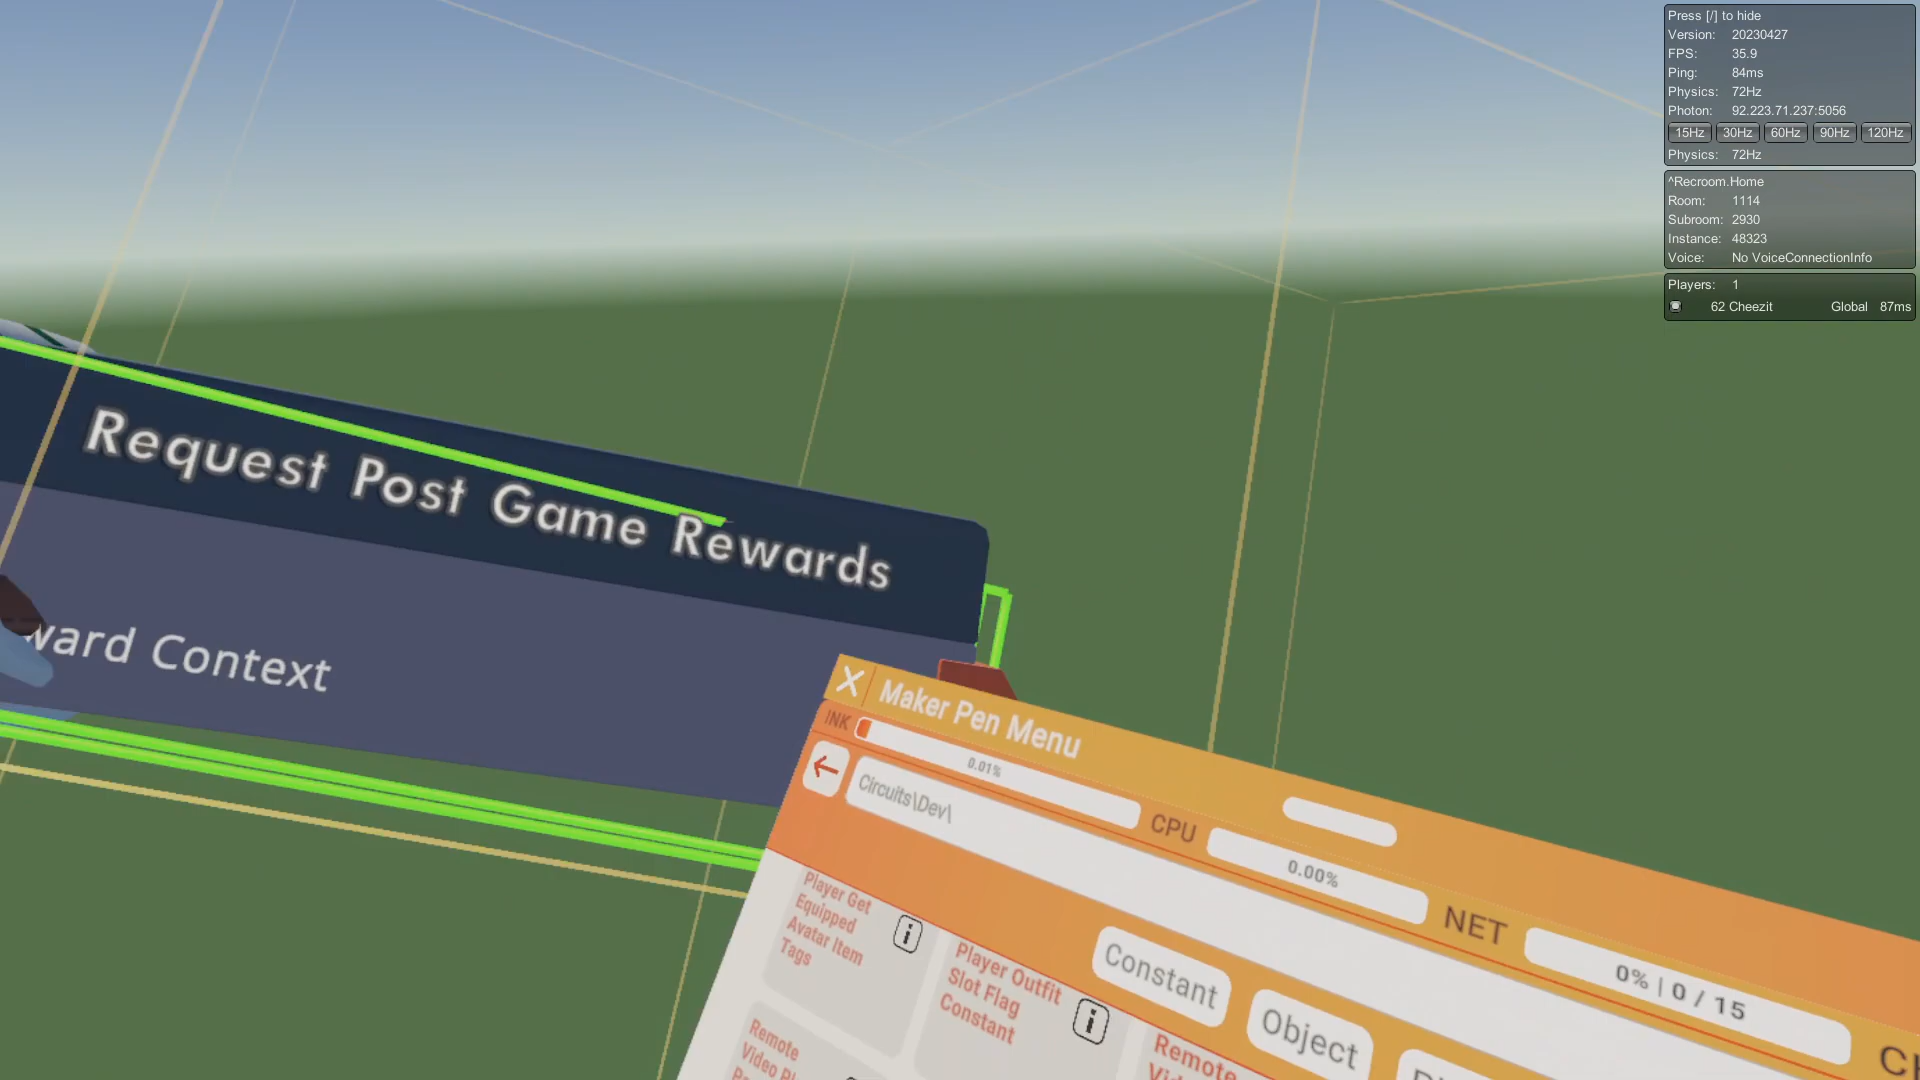 Press [/] to hide
Version: 20230427
FPS: 35.9
Ping: 84ms
Physics: 72Hz
Photon: 92.223.71.237:5056
15Hz 30Hz 60Hz 90Hz 120Hz
Physics: 72Hz
^Recroom.Home
Room: 1114
Subroom: 2930
Instance: 48323
Voice: No VoiceConnectionInfo
Players: 1
62 Cheezit Global 87ms
Request Post Game Rewards
ward Context
X Maker Pen Menu
INK 0.01% CPU 0.00% NET 0% | 0 / 15
Circuits\Dev\
Constant
Object
Player Get
Equipped
Avatar Item
Tags
i
Player Outfit
Slot Flag
Constant
i
Remote
Remote